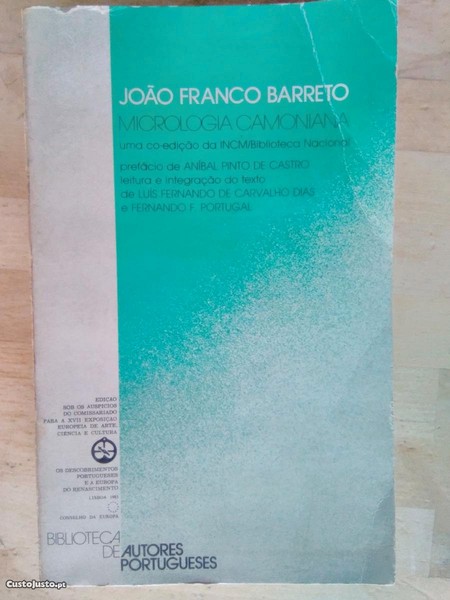 JOÃO FRANCO BARRETO
MICROLOGIA CAMONIANA
uma co-edição da INCM/Biblioteca Nacional
prefácio de ANÍBAL PINTO DE CASTRO
leitura e integração do texto
de LUÍS FERNANDO DE CARVALHO DIAS
e FERNANDO F. PORTUGAL
EDIÇÃO
SOB OS AUSPÍCIOS
DO COMISSARIADO
PARA A XVII EXPOSIÇÃO
EUROPEIA DE ARTE,
CIÊNCIA E CULTURA
OS DESCOBRIMENTOS
PORTUGUESES
E A EUROPA
DO RENASCIMENTO
LISBOA 1983
CONSELHO DA EUROPA
BIBLIOTECA
DE AUTORES
PORTUGUESES
CustoJusto.pt